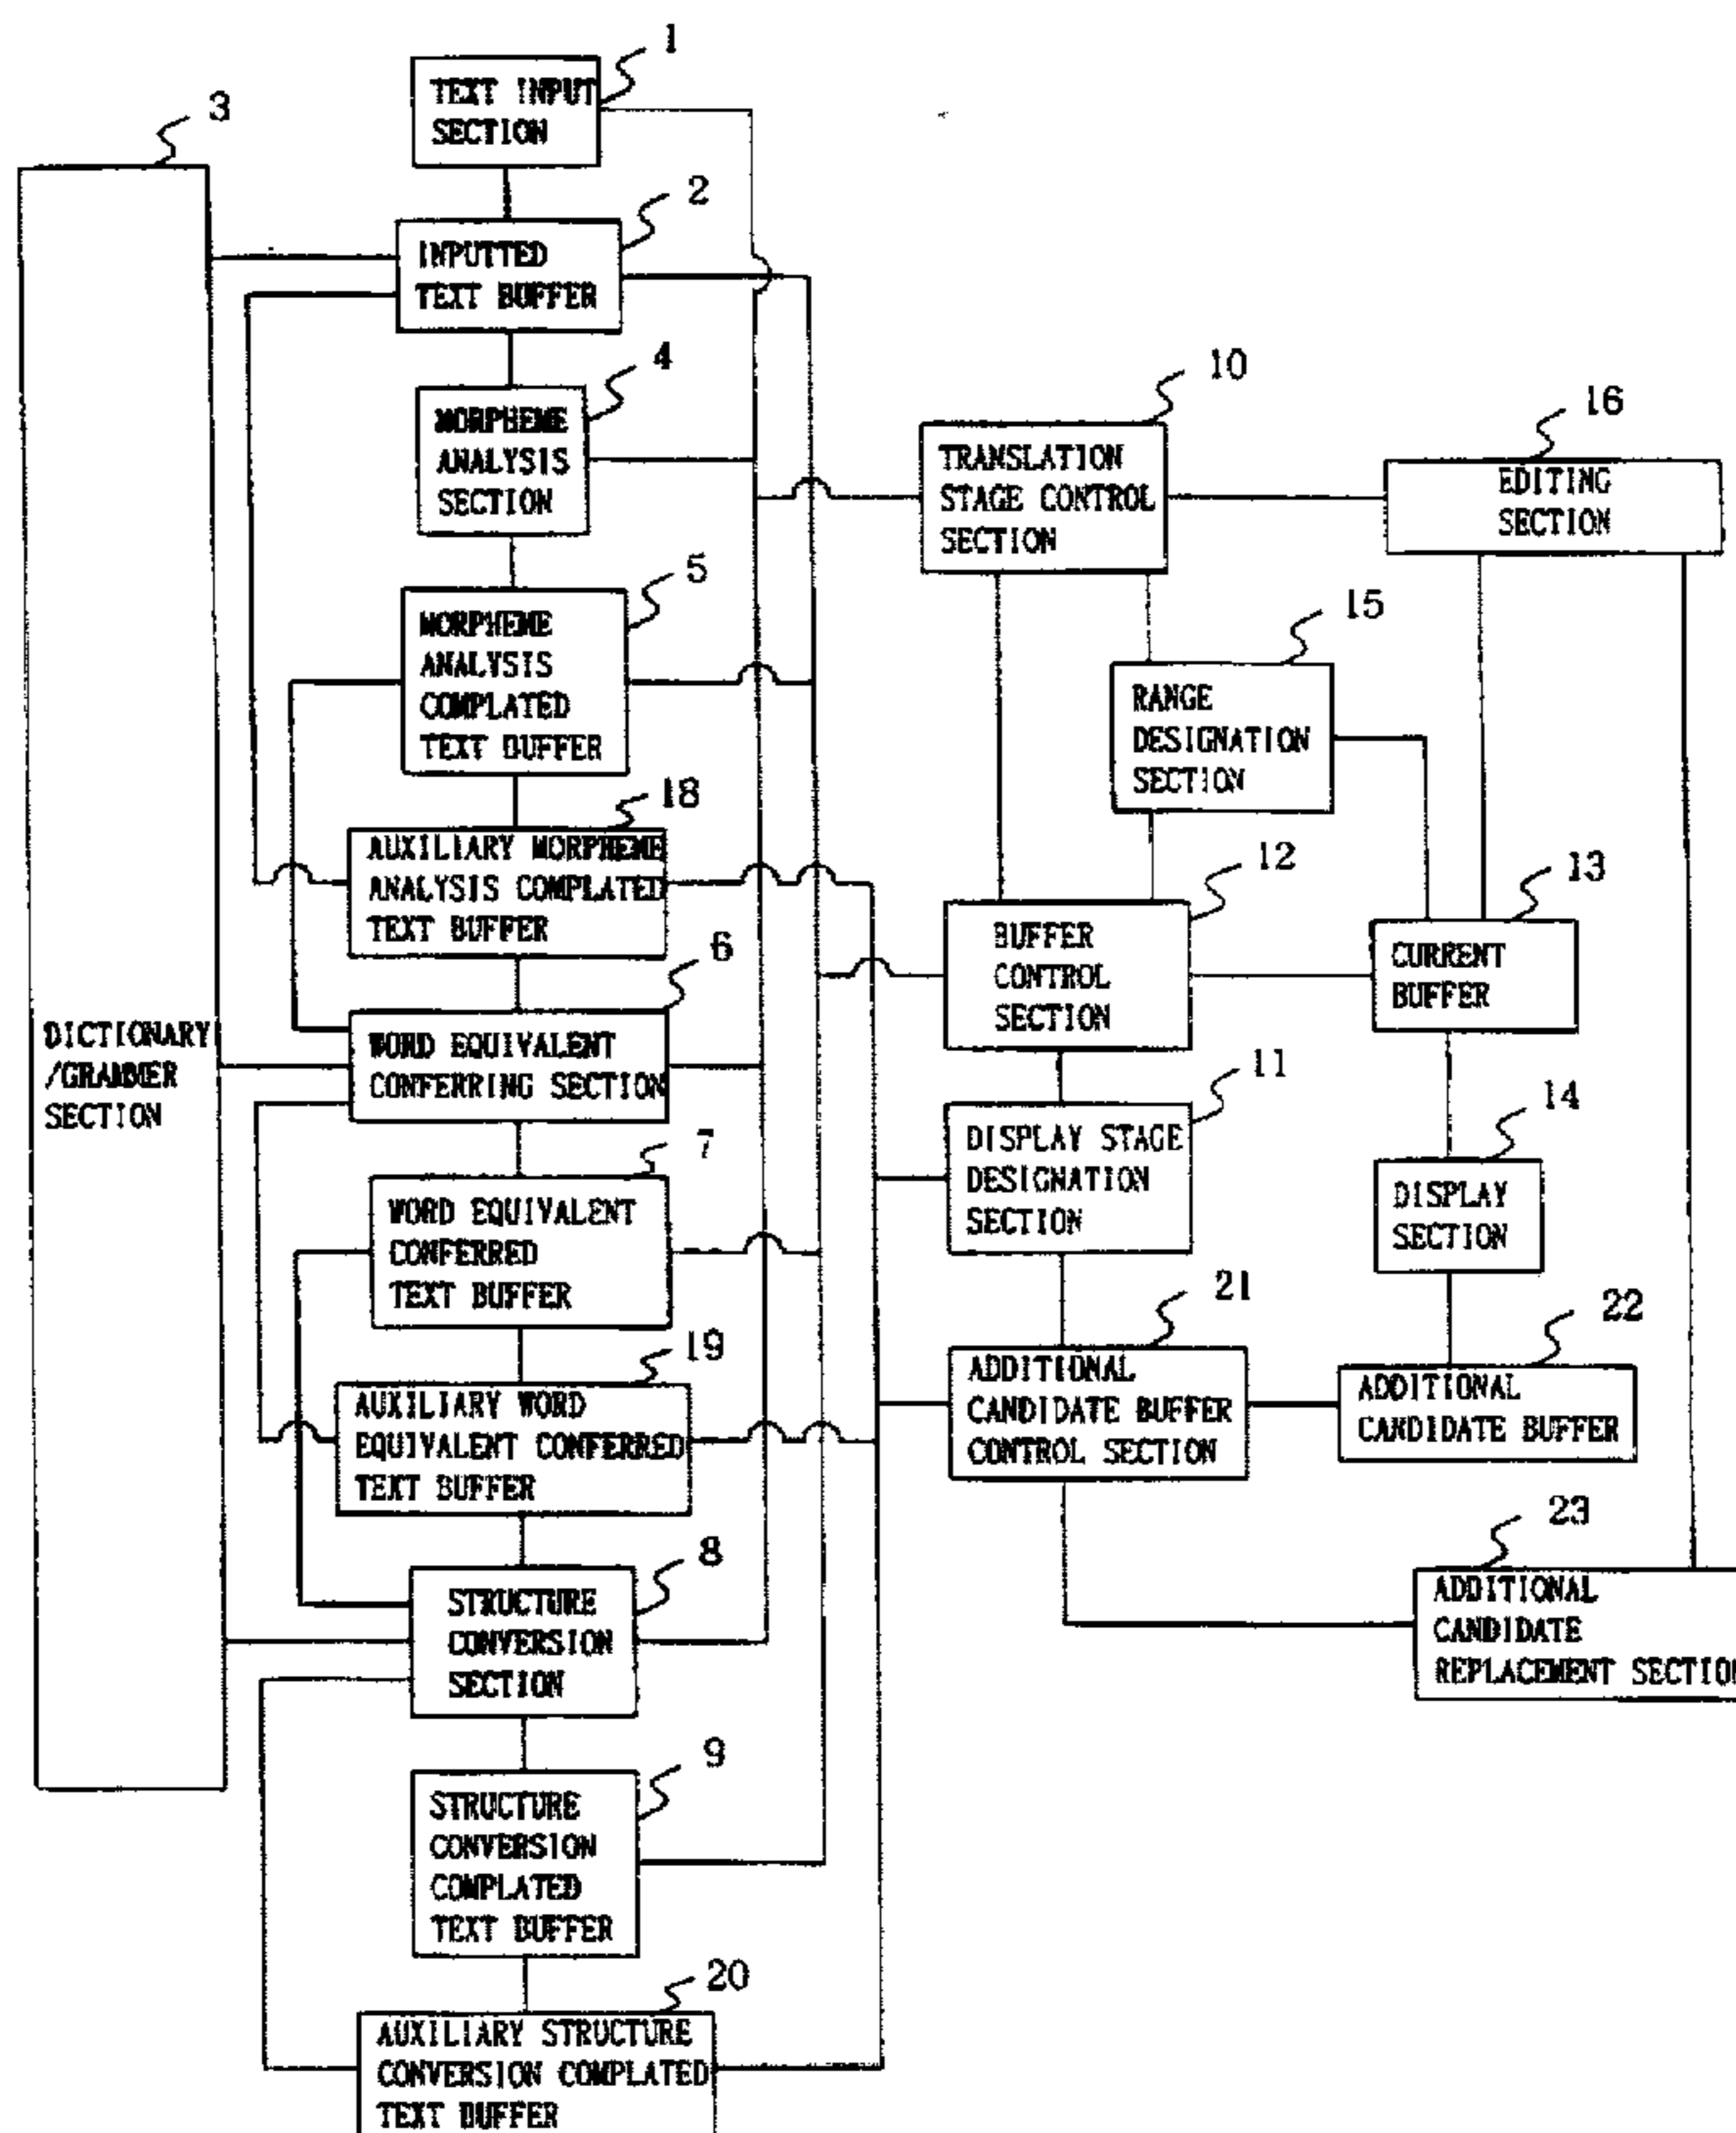 1
TEXT INPUT
SECTION
3
2
INPUTTED
TEXT BUFFER
4
MORPHEME
ANALYSIS
SECTION
10
TRANSLATION
STAGE CONTROL
SECTION
16
EDITING
SECTION
5
MORPHEME
ANALYSIS
COMPLATED
TEXT BUFFER
15
RANGE
DESIGNATION
SECTION
18
AUXILIARY MORPHEME
ANALYSIS COMPLATED
TEXT BUFFER
12
BUFFER
CONTROL
SECTION
13
CURRENT
BUFFER
DICTIONARY
/GRAMMER
SECTION
6
WORD EQUIVALENT
CONFERRING SECTION
11
DISPLAY STAGE
DESIGNATION
SECTION
14
DISPLAY
SECTION
7
WORD EQUIVALENT
CONFERRED
TEXT BUFFER
19
AUXILIARY WORD
EQUIVALENT CONFERRED
TEXT BUFFER
21
ADDITIONAL
CANDIDATE BUFFER
CONTROL SECTION
22
ADDITIONAL
CANDIDATE BUFFER
8
STRUCTURE
CONVERSION
SECTION
23
ADDITIONAL
CANDIDATE
REPLACEMENT SECTION
9
STRUCTURE
CONVERSION
COMPLATED
TEXT BUFFER
20
AUXILIARY STRUCTURE
CONVERSION COMPLATED
TEXT BUFFER